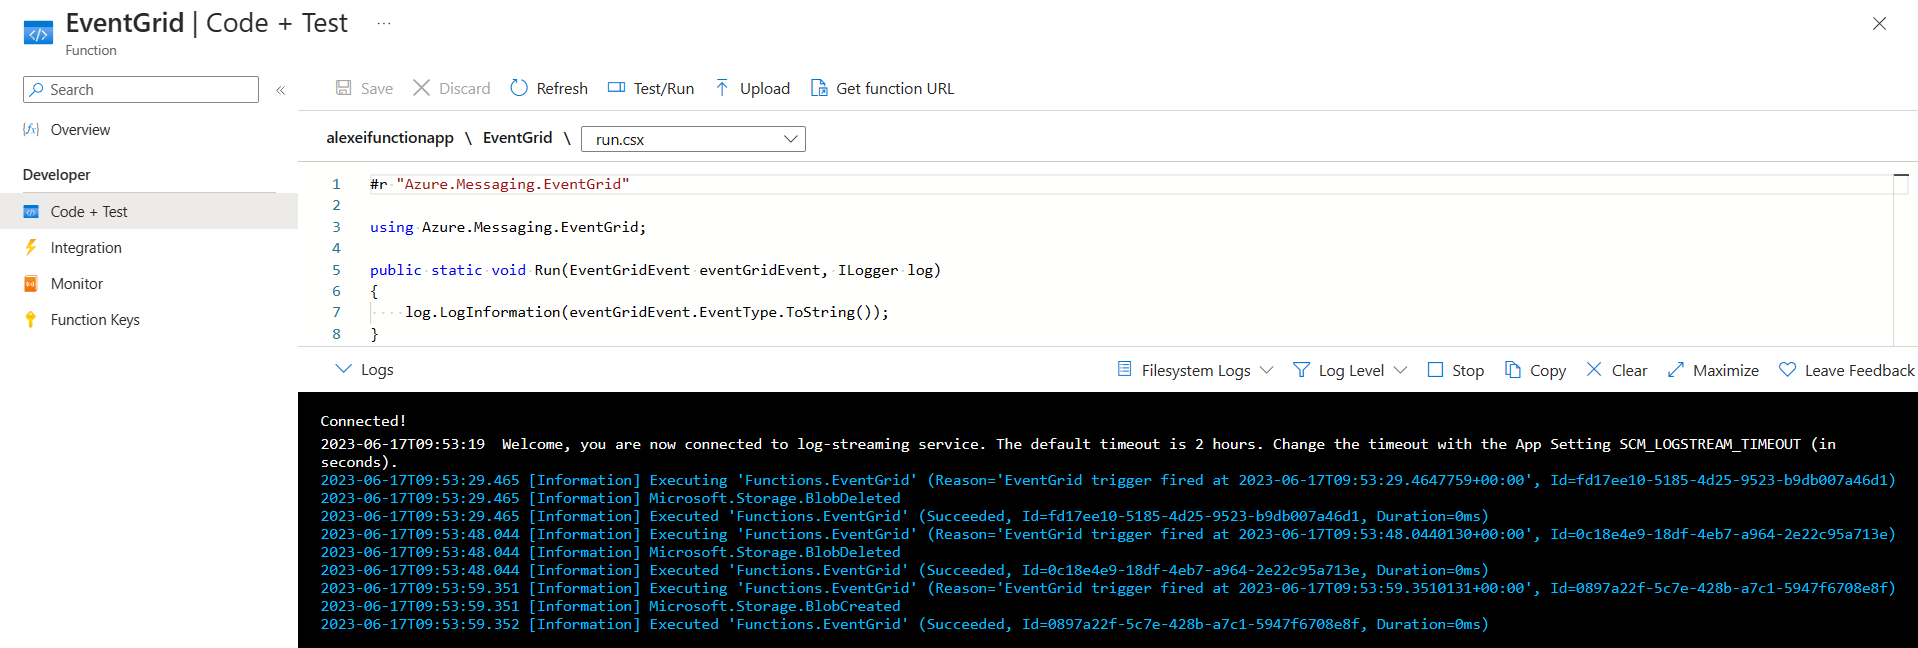 EventGrid | Code + Test ...
Function
Search «
Overview
Developer
Code + Test
Integration
Monitor
Function Keys
Save Discard Refresh Test/Run Upload Get function URL
alexeifunctionapp \ EventGrid \ run.csx
1 #r "Azure.Messaging.EventGrid"
2
3 using Azure.Messaging.EventGrid;
4
5 public static void Run(EventGridEvent eventGridEvent, ILogger log)
6 {
7 log.LogInformation(eventGridEvent.EventType.ToString());
8 }
Logs Filesystem Logs Log Level Stop Copy Clear Maximize Leave Feedback
Connected!
2023-06-17T09:53:19 Welcome, you are now connected to log-streaming service. The default timeout is 2 hours. Change the timeout with the App Setting SCM_LOGSTREAM_TIMEOUT (in
seconds).
2023-06-17T09:53:29.465 [Information] Executing 'Functions.EventGrid' (Reason='EventGrid trigger fired at 2023-06-17T09:53:29.4647759+00:00', Id=fd17ee10-5185-4d25-9523-b9db007a46d1)
2023-06-17T09:53:29.465 [Information] Microsoft.Storage.BlobDeleted
2023-06-17T09:53:29.465 [Information] Executed 'Functions.EventGrid' (Succeeded, Id=fd17ee10-5185-4d25-9523-b9db007a46d1, Duration=0ms)
2023-06-17T09:53:48.044 [Information] Executing 'Functions.EventGrid' (Reason='EventGrid trigger fired at 2023-06-17T09:53:48.0440130+00:00', Id=0c18e4e9-18df-4eb7-a964-2e22c95a713e)
2023-06-17T09:53:48.044 [Information] Microsoft.Storage.BlobDeleted
2023-06-17T09:53:48.044 [Information] Executed 'Functions.EventGrid' (Succeeded, Id=0c18e4e9-18df-4eb7-a964-2e22c95a713e, Duration=0ms)
2023-06-17T09:53:59.351 [Information] Executing 'Functions.EventGrid' (Reason='EventGrid trigger fired at 2023-06-17T09:53:59.3510131+00:00', Id=0897a22f-5c7e-428b-a7c1-5947f6708e8f)
2023-06-17T09:53:59.351 [Information] Microsoft.Storage.BlobCreated
2023-06-17T09:53:59.352 [Information] Executed 'Functions.EventGrid' (Succeeded, Id=0897a22f-5c7e-428b-a7c1-5947f6708e8f, Duration=0ms)